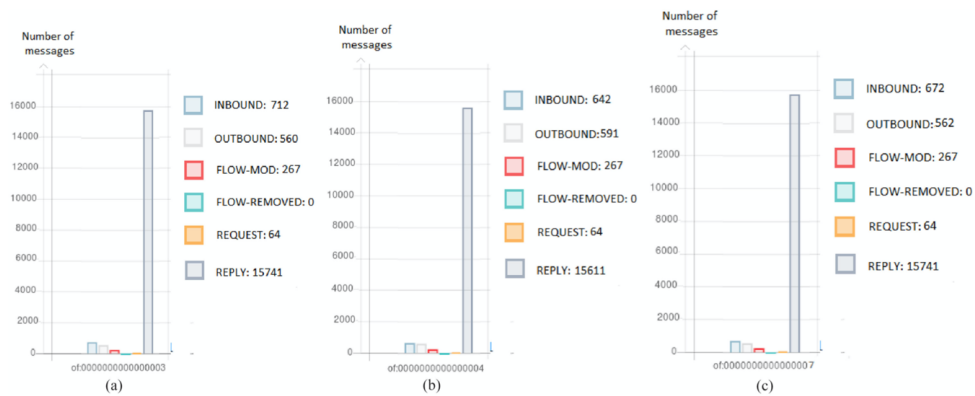 Number of
messages
16000
14000
12000
10000
8000
6000
4000
2000
0
of:0000000000000003
INBOUND: 712
OUTBOUND: 560
FLOW-MOD: 267
FLOW-REMOVED: 0
REQUEST: 64
REPLY: 15741
(a)
Number of
messages
16000
14000
12000
10000
8000
6000
4000
2000
0
of:0000000000000004
INBOUND: 642
OUTBOUND: 591
FLOW-MOD: 267
FLOW-REMOVED: 0
REQUEST: 64
REPLY: 15611
(b)
Number of
messages
16000
14000
12000
10000
8000
6000
4000
2000
0
of:0000000000000007
INBOUND: 672
OUTBOUND: 562
FLOW-MOD: 267
FLOW-REMOVED: 0
REQUEST: 64
REPLY: 15741
(c)